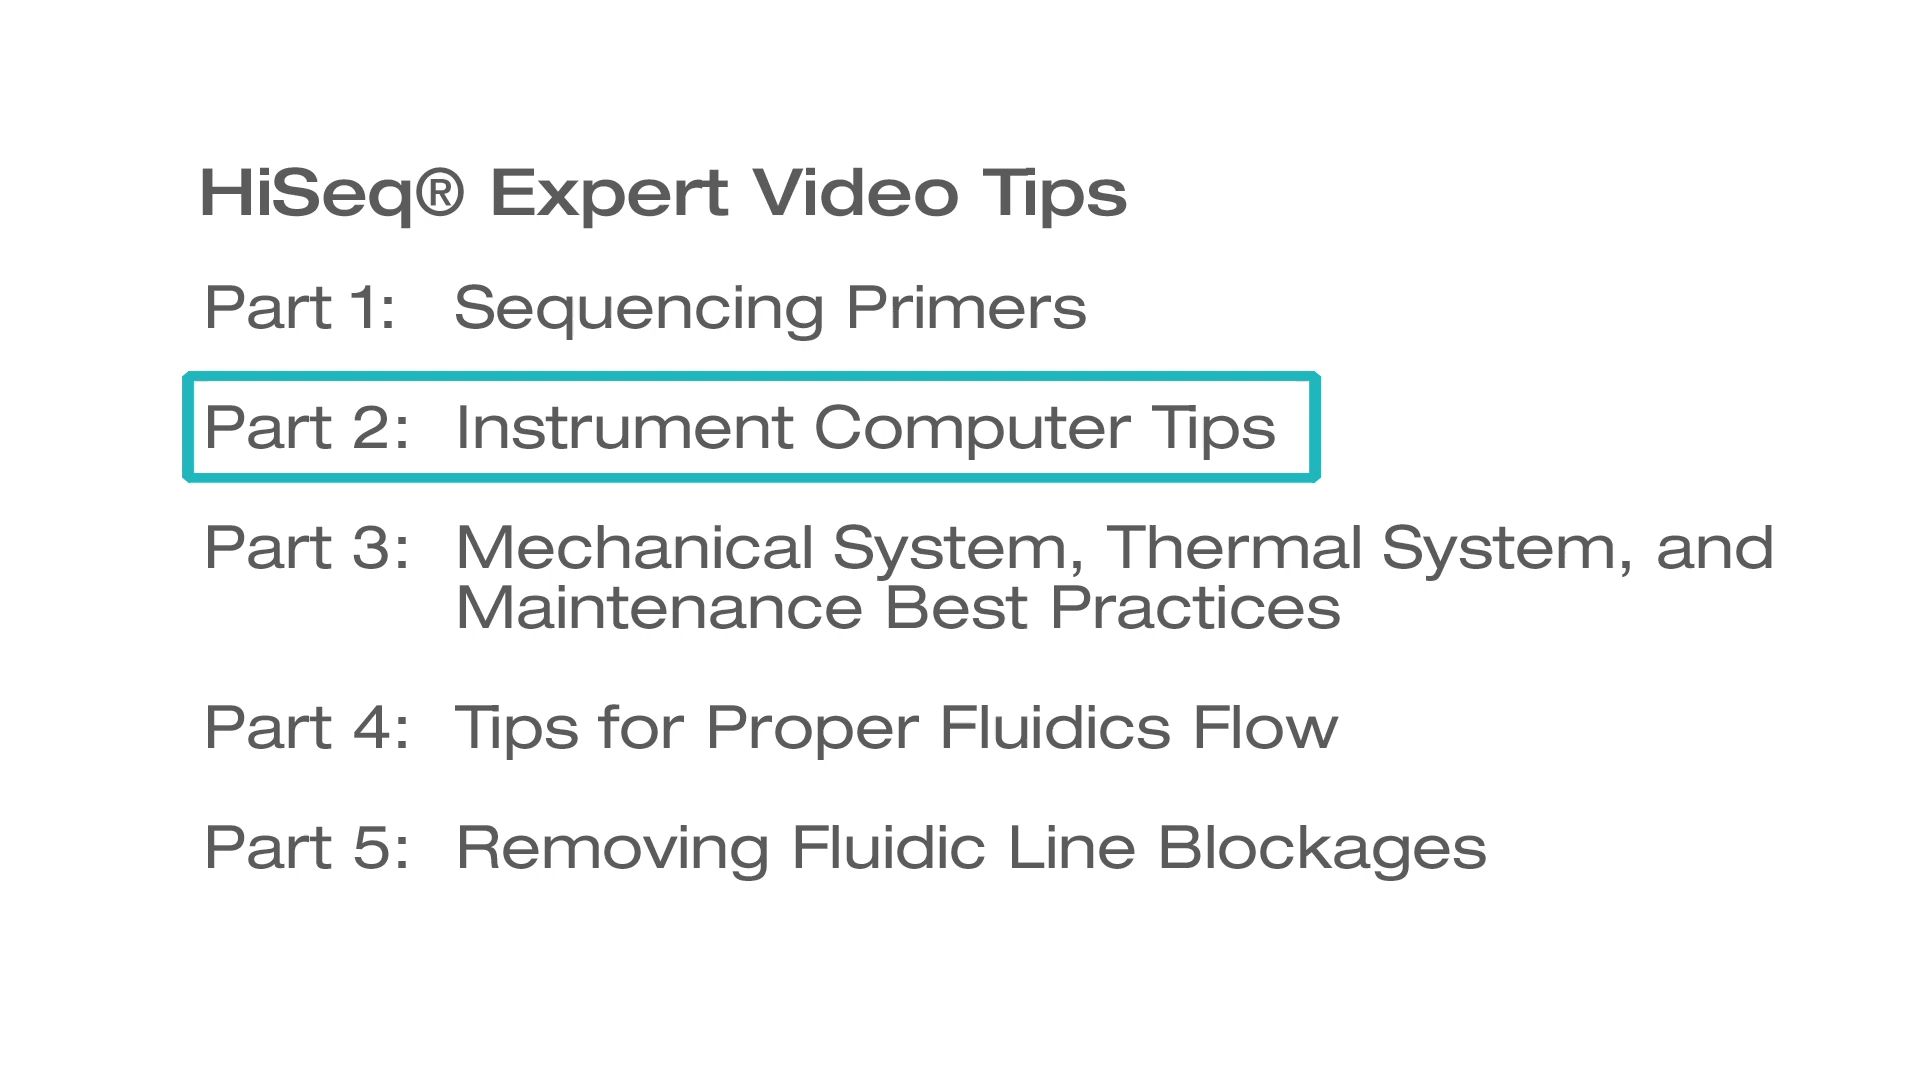 HiSeq® Expert Video Tips
Part 1: Sequencing Primers
Part 2: Instrument Computer Tips
Part 3: Mechanical System, Thermal System, and
Maintenance Best Practices
Part 4: Tips for Proper Fluidics Flow
Part 5: Removing Fluidic Line Blockages